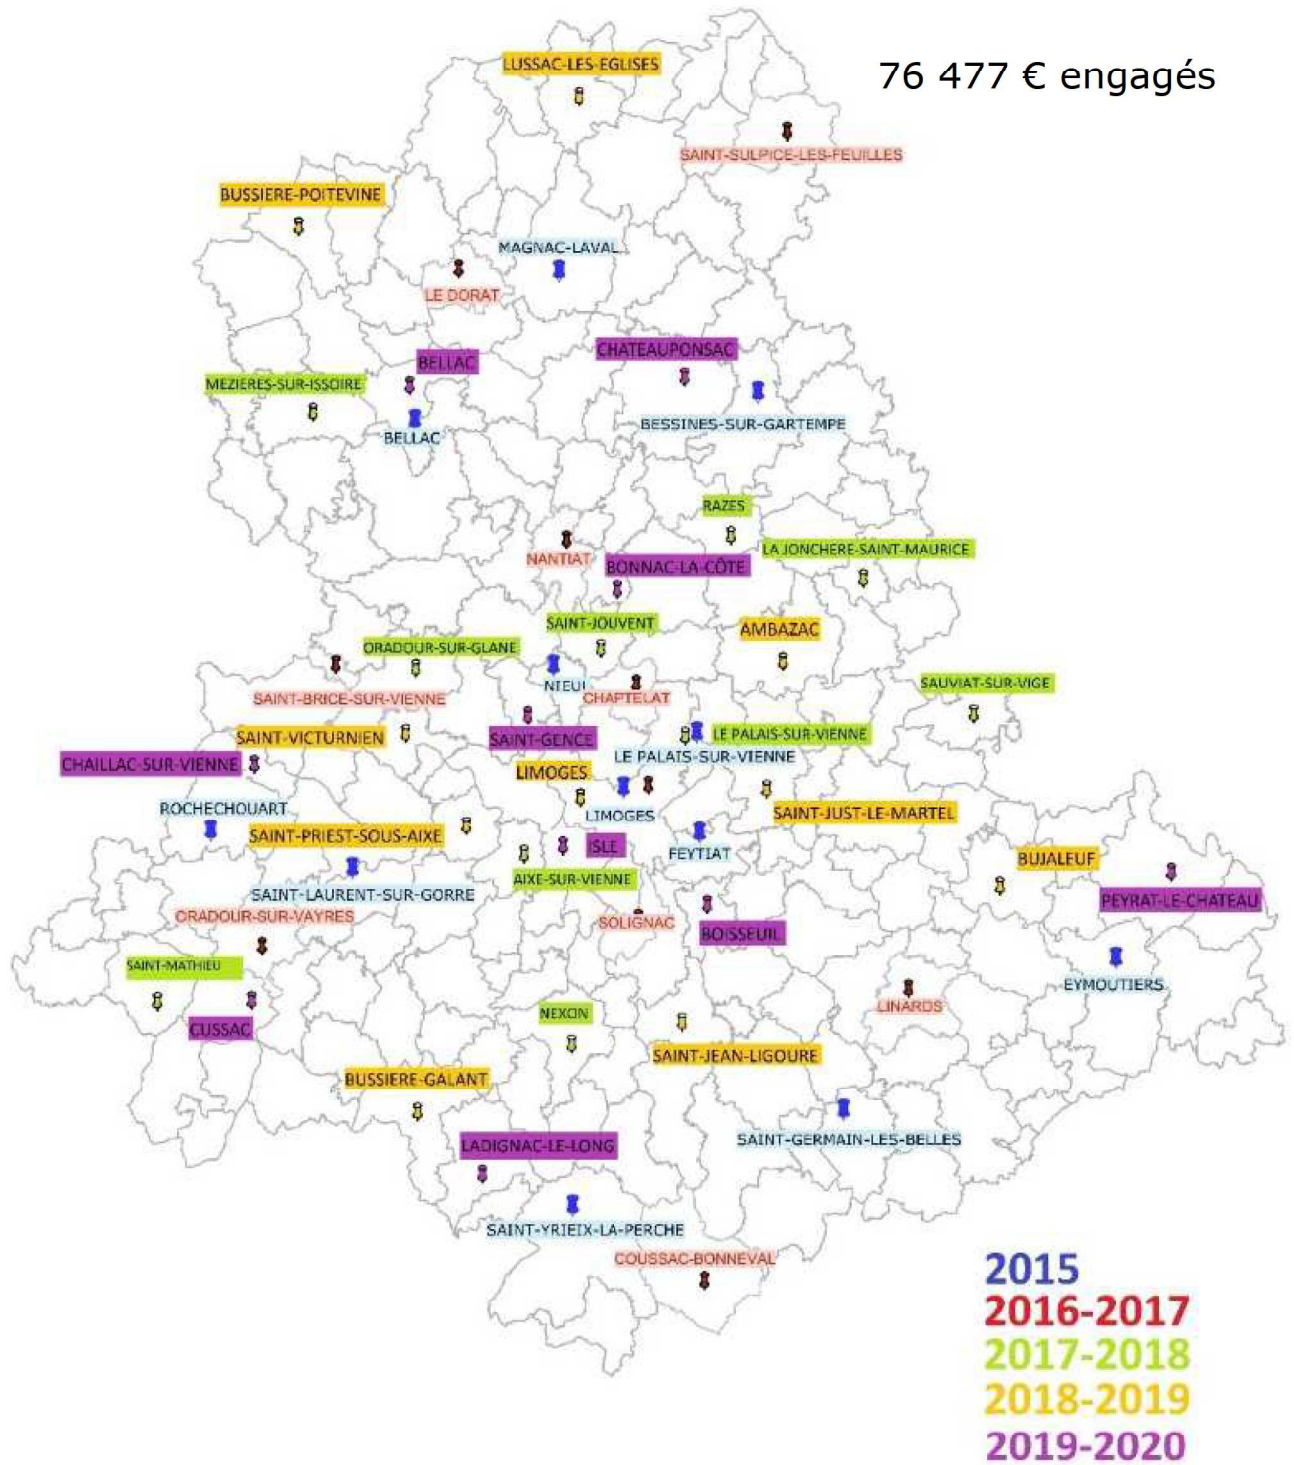 LUSSAC-LES-EGLISES
76 477 € engagés
SAINT-SULPICE-LES-FEUILLES
BUSSIERE-POITEVINE
MAGNAC-LAVAL
LE DORAT
CHATEAUPONSAC
BELLAC
MEZIERES-SUR-ISSOIRE
BESSINES-SUR-GARTEMPE
BELLAC
RAZES
LA JONCHERE-SAINT-MAURICE
NANTIAT
BONNAC-LA-CÔTE
SAINT-JOUVENT
AMBAZAC
ORADOUR-SUR-GLANE
SAUVIAT-SUR-VIGE
NIEUL
CHAPTELAT
SAINT-BRICE-SUR-VIENNE
SAINT-VICTURNIEN
SAINT-GENCE
LE PALAIS-SUR-VIENNE
LE PALAIS-SUR-VIENNE
CHAILLAC-SUR-VIENNE
LIMOGES
ROCHECHOUART
LIMOGES
SAINT-JUST-LE-MARTEL
SAINT-PRIEST-SOUS-AIXE
ISLE
FEYTIAT
BUJALEUF
AIXE-SUR-VIENNE
SAINT-LAURENT-SUR-GORRE
PEYRAT-LE-CHATEAU
ORADOUR-SUR-VAYRES
SOLIGNAC
BOISSEUIL
SAINT-MATHIEU
EYMOUTIERS
LINARDS
CUSSAC
NEXON
SAINT-JEAN-LIGOURE
BUSSIERE-GALANT
SAINT-GERMAIN-LES-BELLES
LADIGNAC-LE-LONG
SAINT-YRIEIX-LA-PERCHE
COUSSAC-BONNEVAL
2015
2016-2017
2017-2018
2018-2019
2019-2020